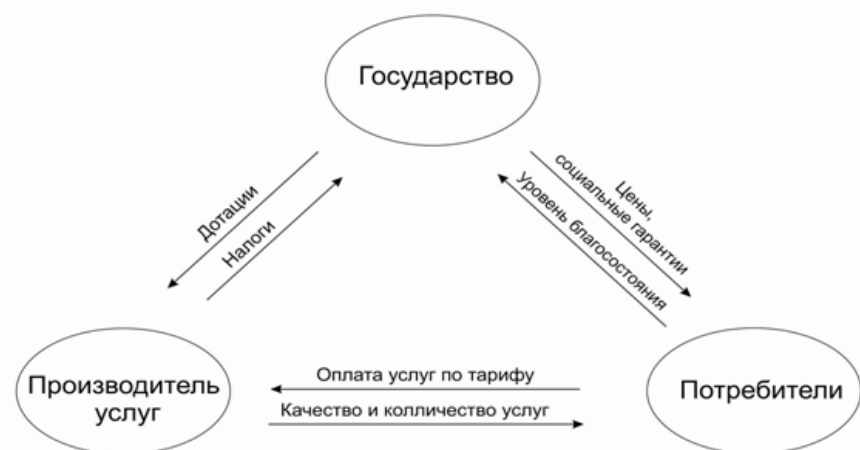 Государство
Дотации
Налоги
Цены,
социальные гарантии
Уровень благосостояния
Производитель
услуг
Оплата услуг по тарифу
Качество и колличество услуг
Потребители